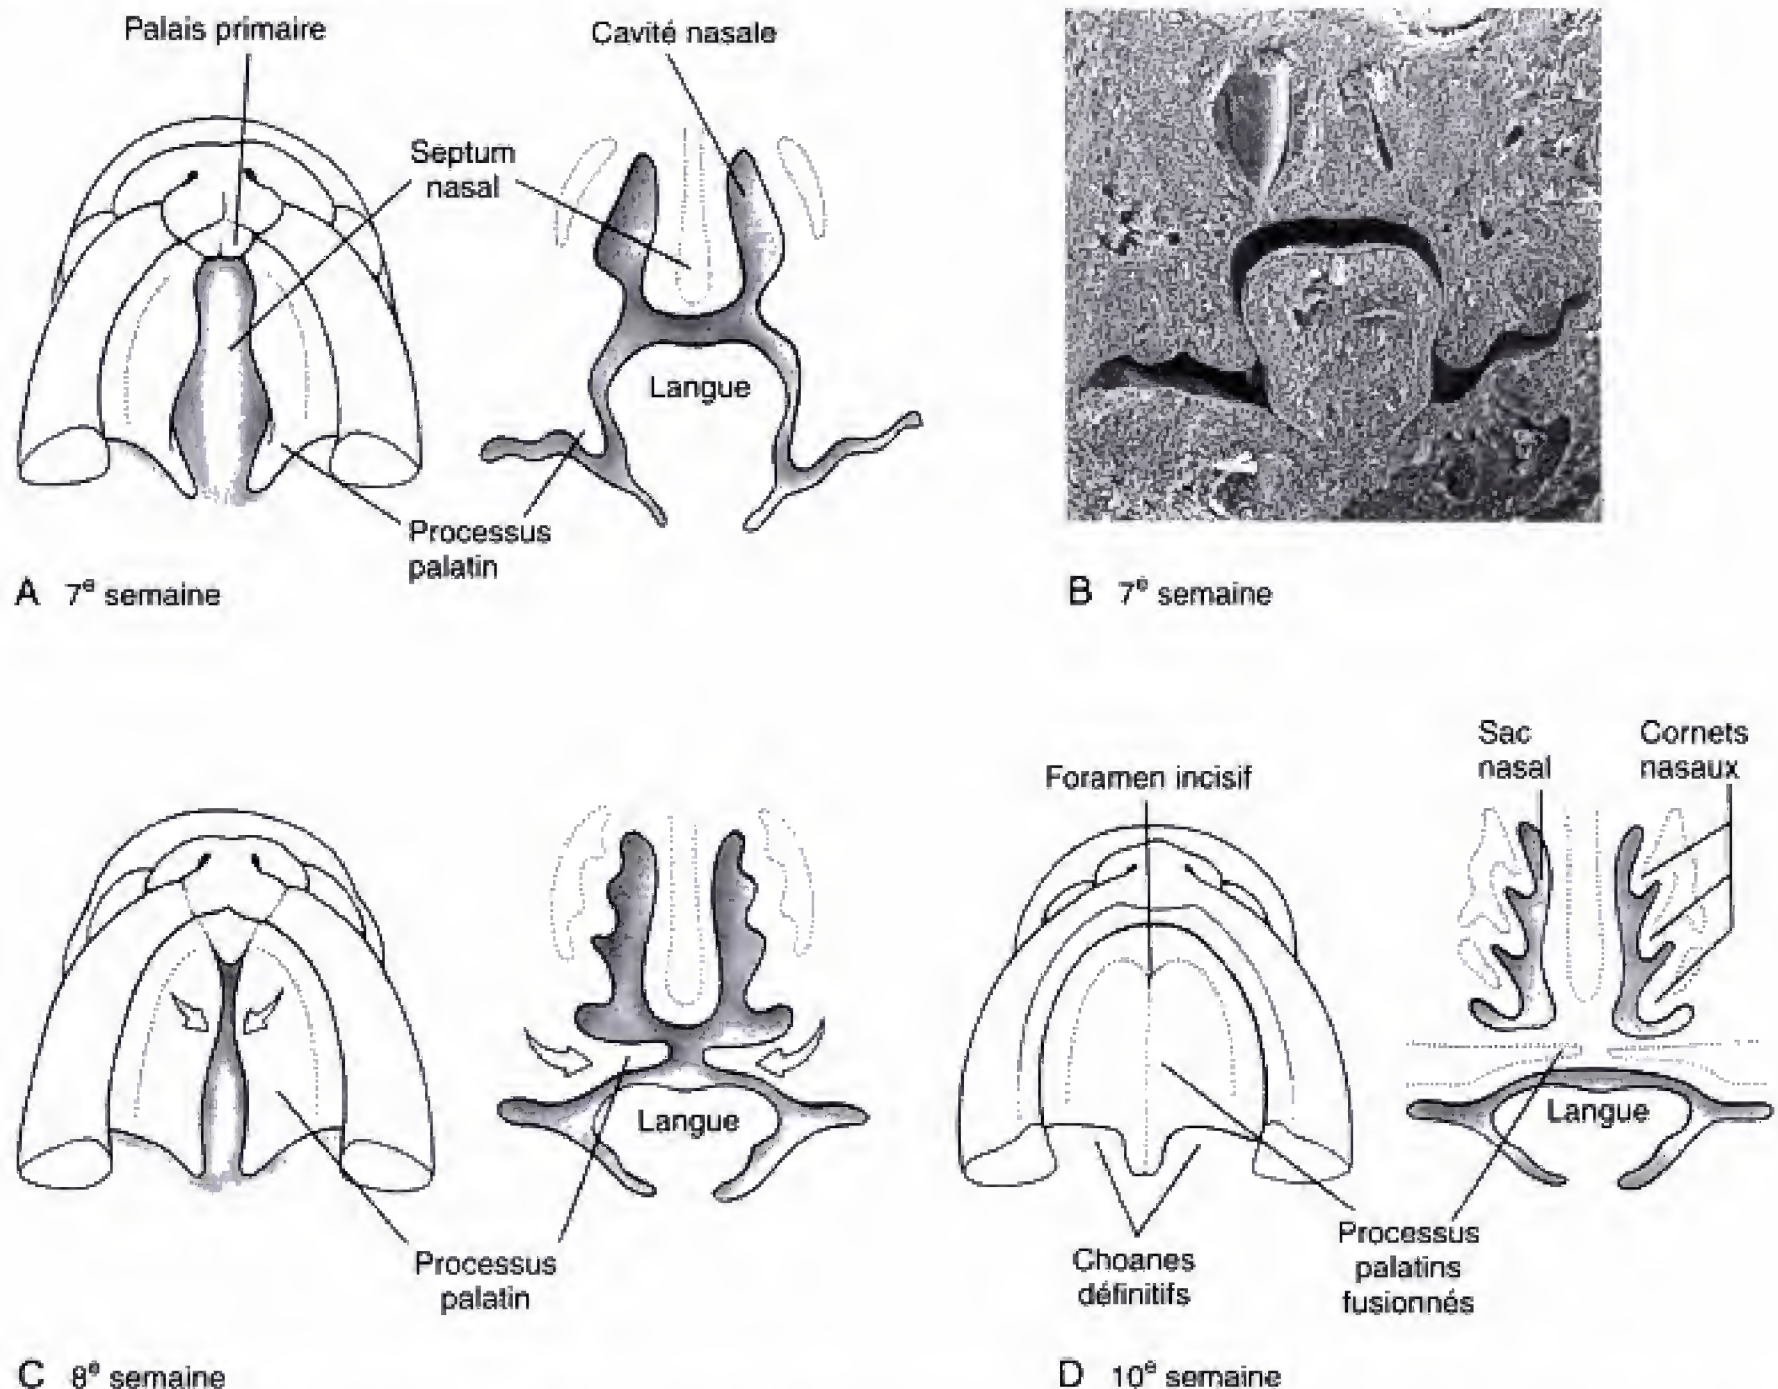 Palais primaire
Cavité nasale
Septum
nasal
Langue
Processus
palatin
A 7e semaine
B 7e semaine
Sac
nasal
Cornets
nasaux
Foramen incisif
Langue
Langue
Processus
palatin
Choanes
définitifs
Processus
palatins
fusionnés
C 8e semaine
D 10e semaine